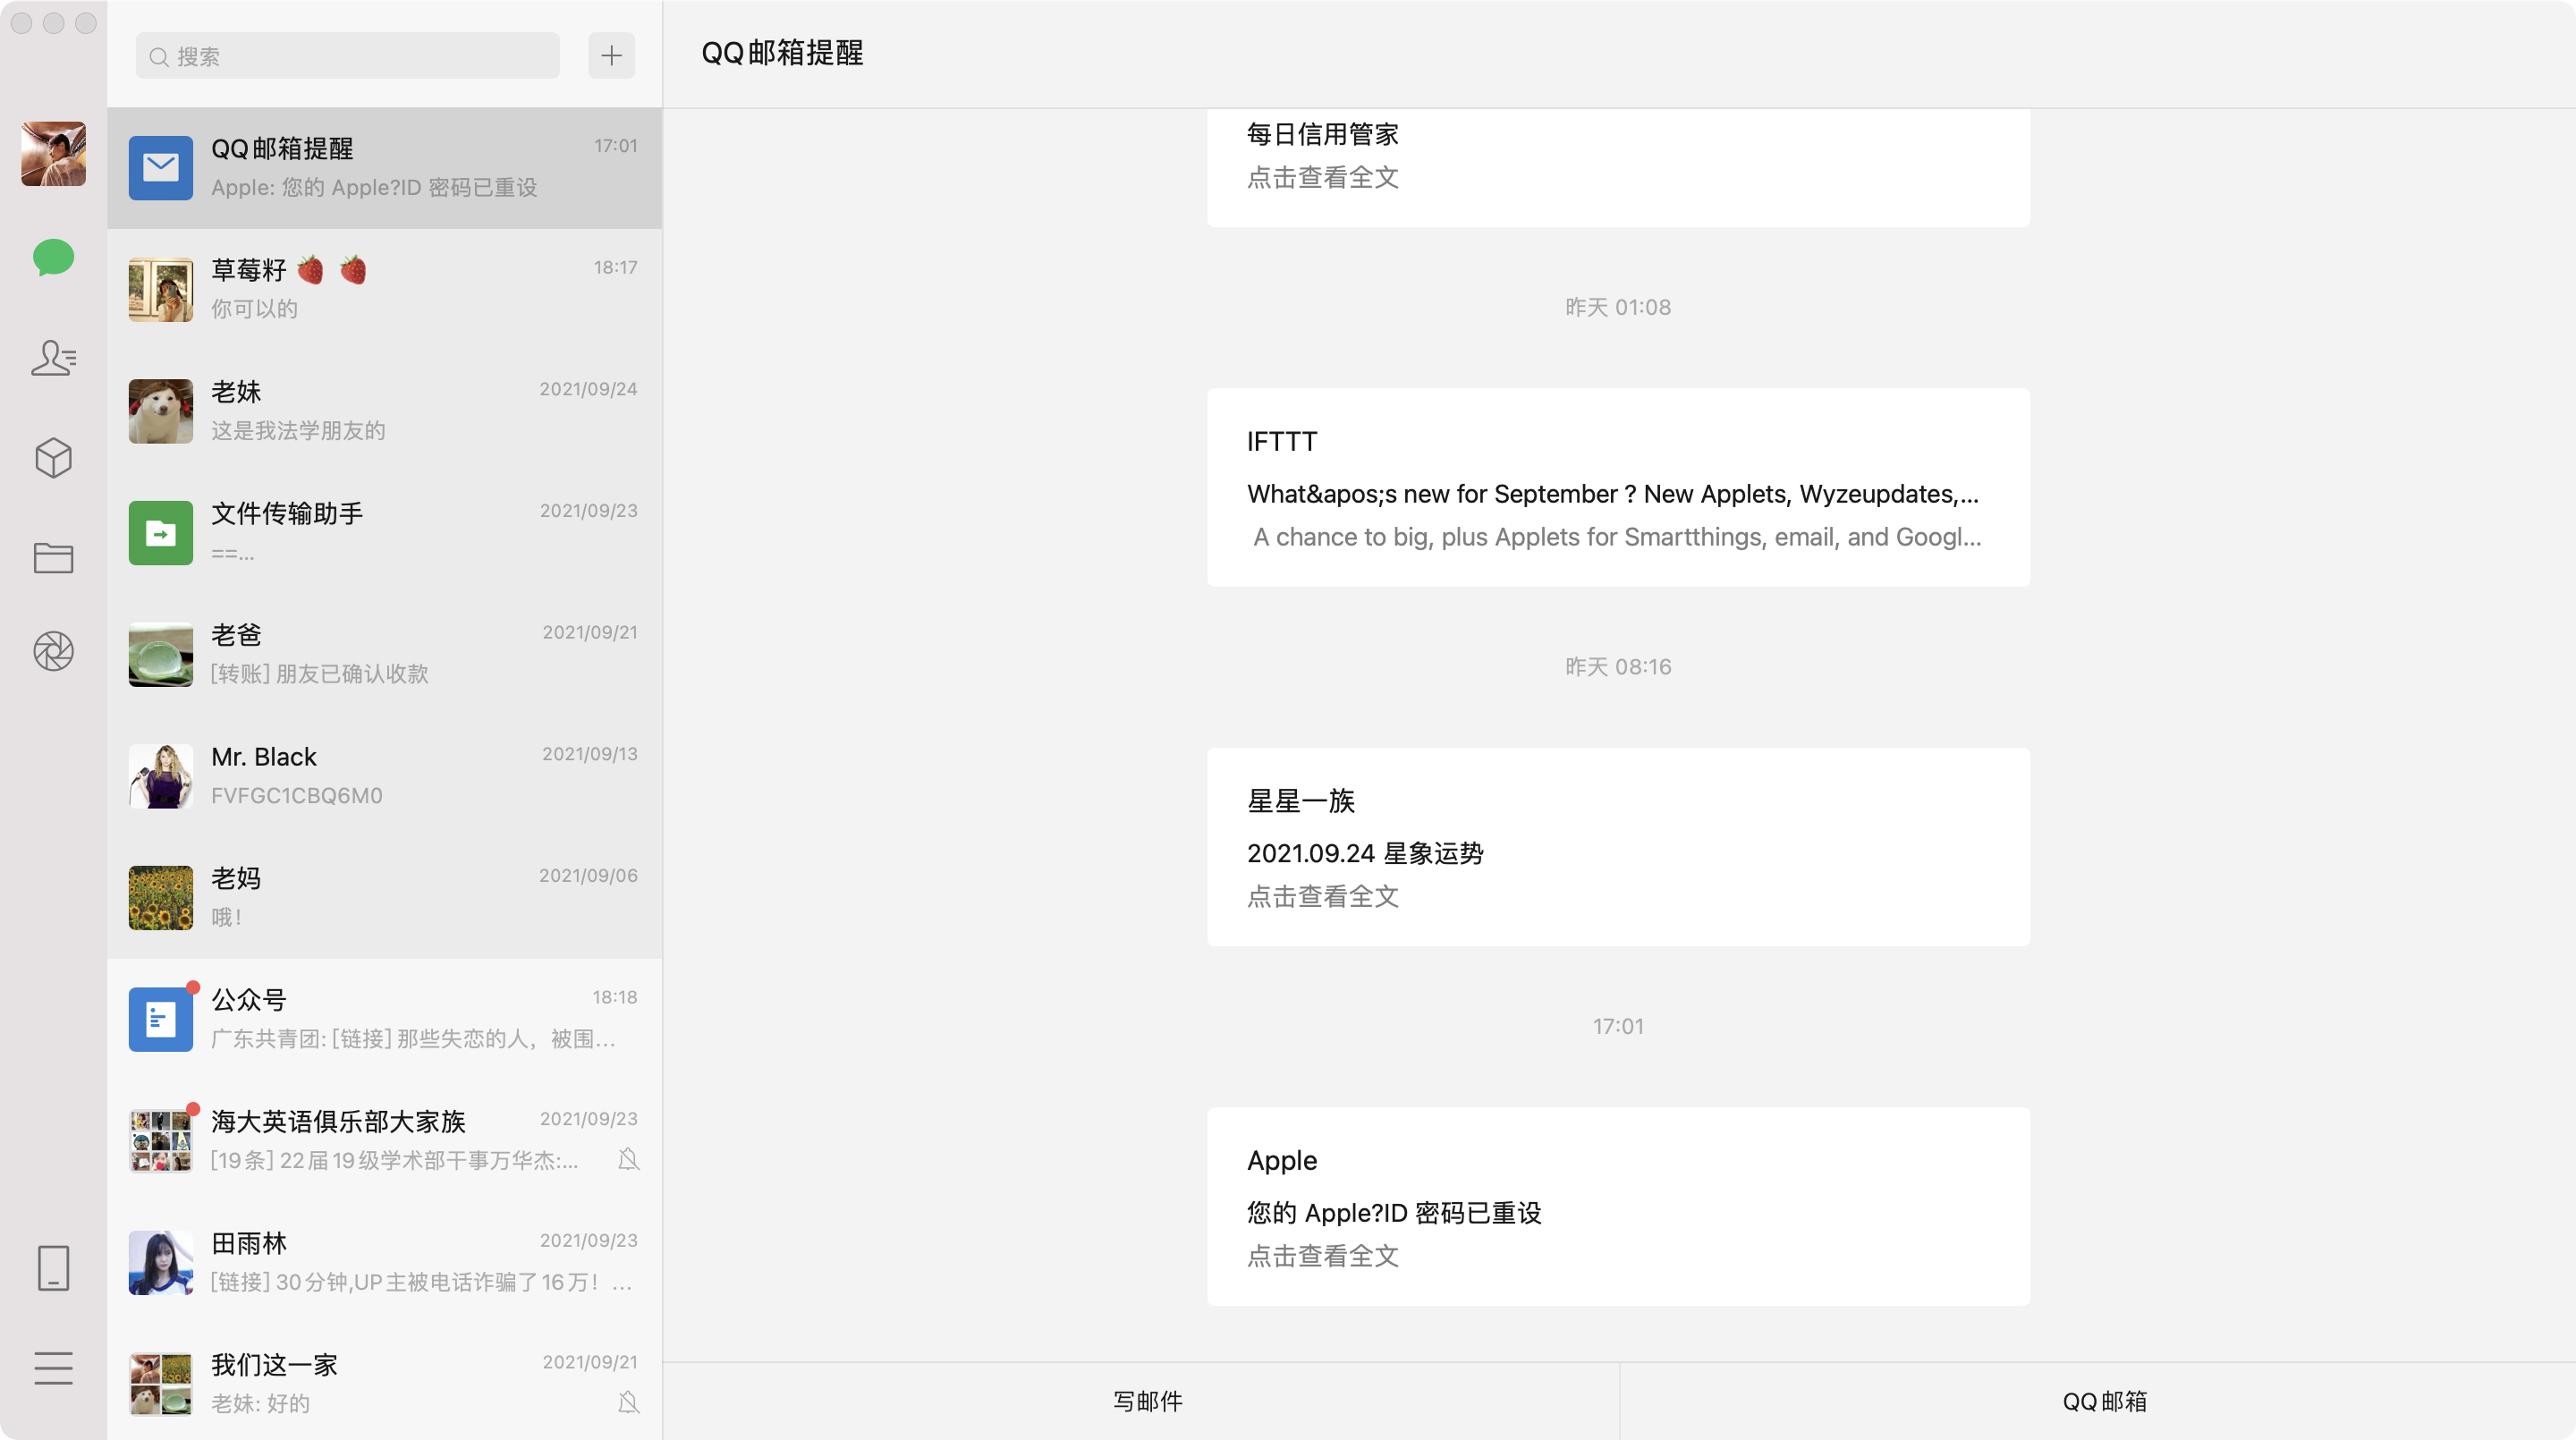 搜索
QQ邮箱提醒
17:01
Apple: 您的 Apple?ID 密码已重设
草莓籽 🍓 🍓
18:17
你可以的
老妹
2021/09/24
这是我法学朋友的
文件传输助手
2021/09/23
==...
老爸
2021/09/21
[转账] 朋友已确认收款
Mr. Black
2021/09/13
FVFGC1CBQ6M0
老妈
2021/09/06
哦！
公众号
18:18
广东共青团: [链接] 那些失恋的人，被围...
海大英语俱乐部大家族
2021/09/23
[19条] 22届19级学术部干事万华杰:...
田雨林
2021/09/23
[链接] 30分钟,UP主被电话诈骗了16万！...
我们这一家
2021/09/21
老妹: 好的
QQ邮箱提醒
每日信用管家
点击查看全文
昨天 01:08
IFTTT
What&apos;s new for September ? New Applets, Wyzeupdates,...
A chance to big, plus Applets for Smartthings, email, and Googl...
昨天 08:16
星星一族
2021.09.24 星象运势
点击查看全文
17:01
Apple
您的 Apple?ID 密码已重设
点击查看全文
写邮件
QQ邮箱